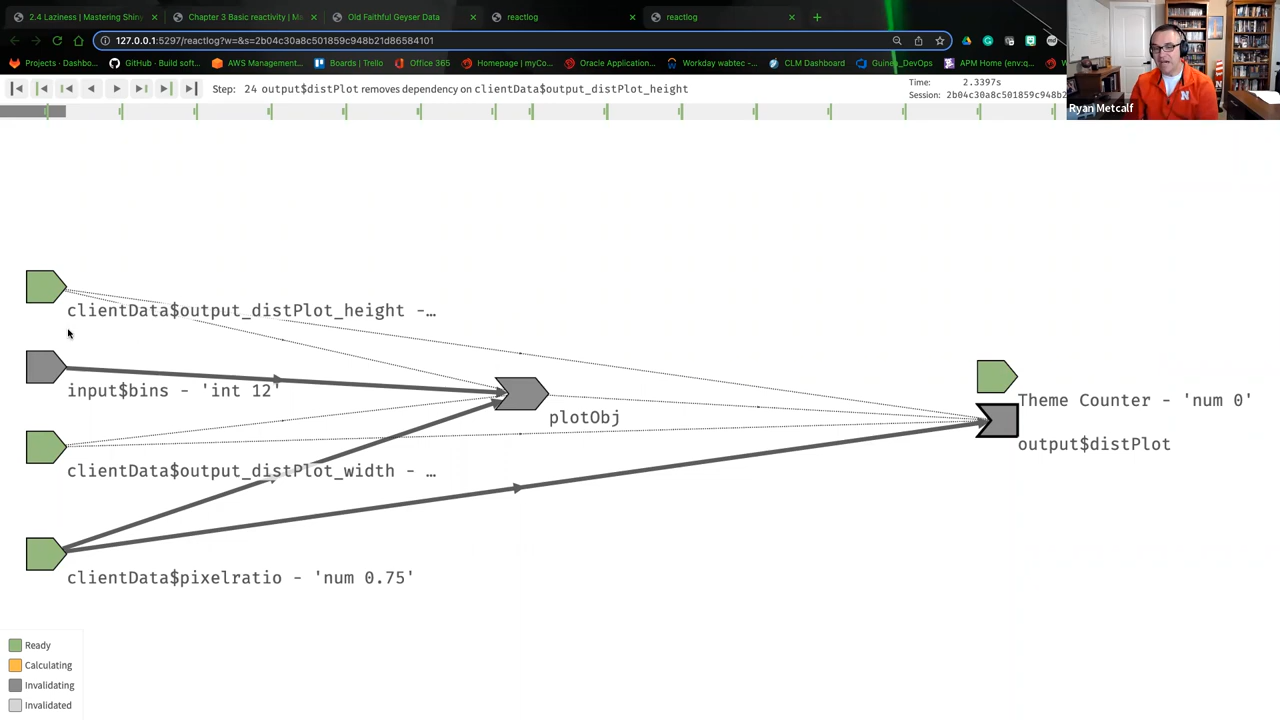 2.4 Laziness | Mastering Shiny
Chapter 3 Basic reactivity | Ma
Old Faithful Geyser Data
reactlog
reactlog
127.0.0.1:5297/reactlog?w=&s=2b04c30a8c501859c948b21d86584101
Projects · Dashbo...
GitHub · Build soft...
AWS Management...
Boards | Trello
Office 365
Homepage | myCo...
Oracle Application...
Workday wabtec -...
CLM Dashboard
Guinea_DevOps
APM Home (env:q...
Step: 24 output$distPlot removes dependency on clientData$output_distPlot_height
Time: 2.3397s
Session: 2b04c30a8c501859c948b2
Ryan Metcalf
clientData$output_distPlot_height -…
input$bins - 'int 12'
plotObj
Theme Counter - 'num 0'
output$distPlot
clientData$output_distPlot_width - …
clientData$pixelratio - 'num 0.75'
Ready
Calculating
Invalidating
Invalidated